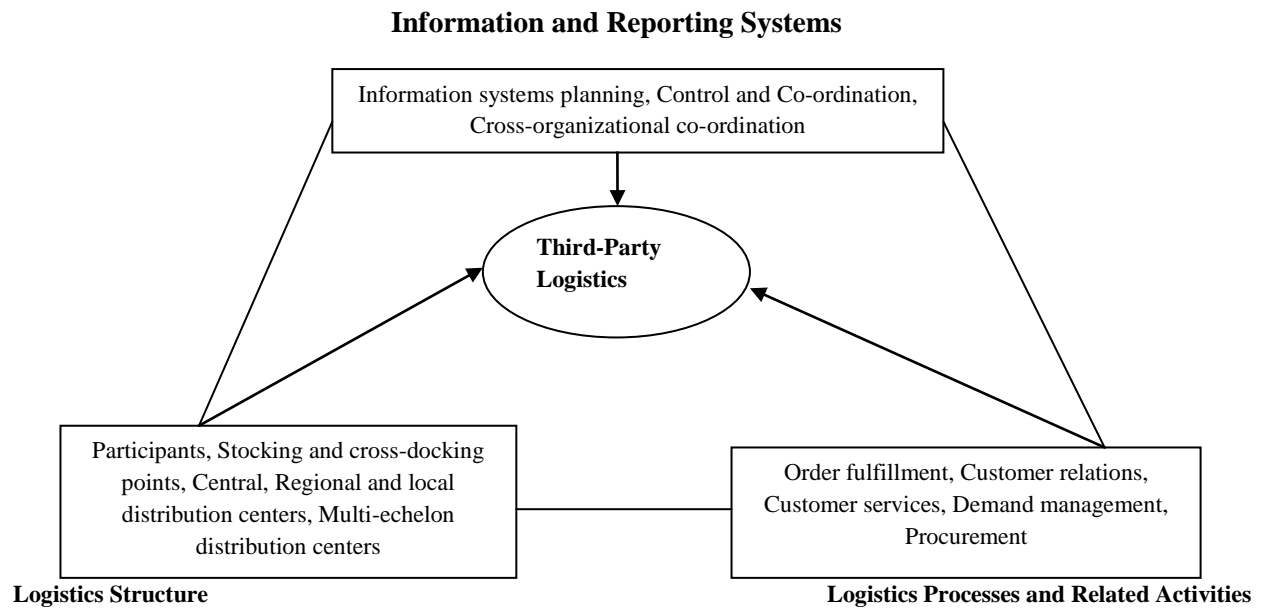 Information and Reporting Systems
Information systems planning, Control and Co-ordination,
Cross-organizational co-ordination
Third-Party
Logistics
Participants, Stocking and cross-docking
points, Central, Regional and local
distribution centers, Multi-echelon
distribution centers
Order fulfillment, Customer relations,
Customer services, Demand management,
Procurement
Logistics Structure
Logistics Processes and Related Activities